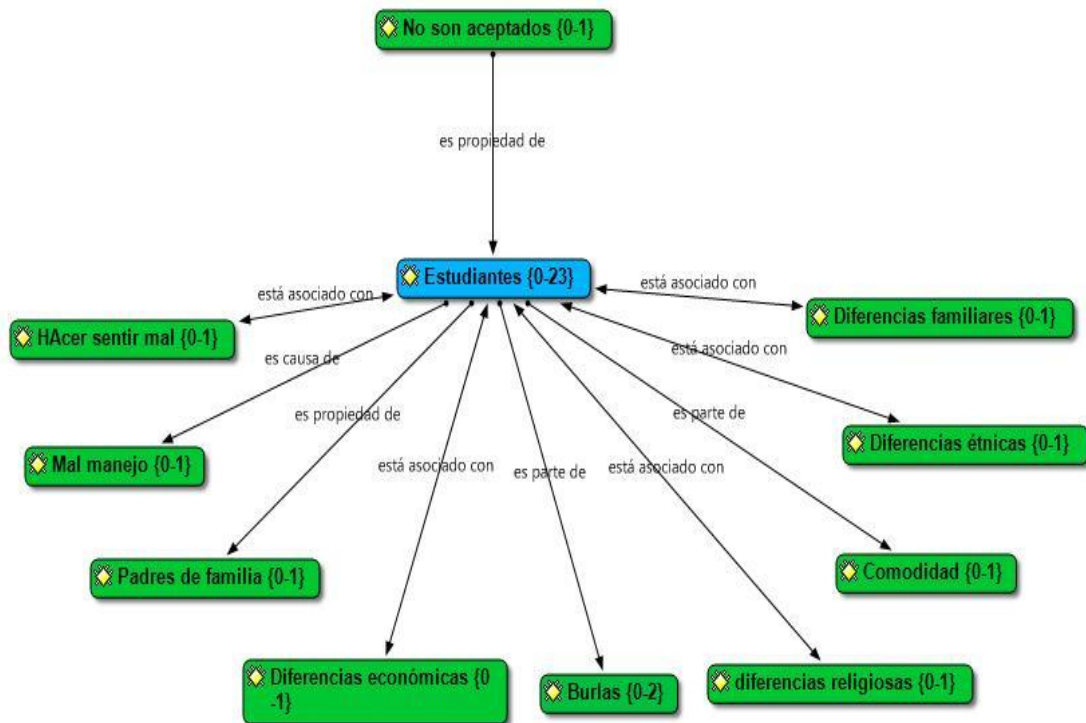 No son aceptados {0-1}
es propiedad de
Estudiantes {0-23}
está asociado con
está asociado con
HAcer sentir mal {0-1}
Diferencias familiares {0-1}
es causa de
está asociado con
es propiedad de
es parte de
Mal manejo {0-1}
Diferencias étnicas {0-1}
está asociado con
es parte de
está asociado con
Padres de familia {0-1}
Comodidad {0-1}
Diferencias económicas {0
-1}
Burlas {0-2}
diferencias religiosas {0-1}